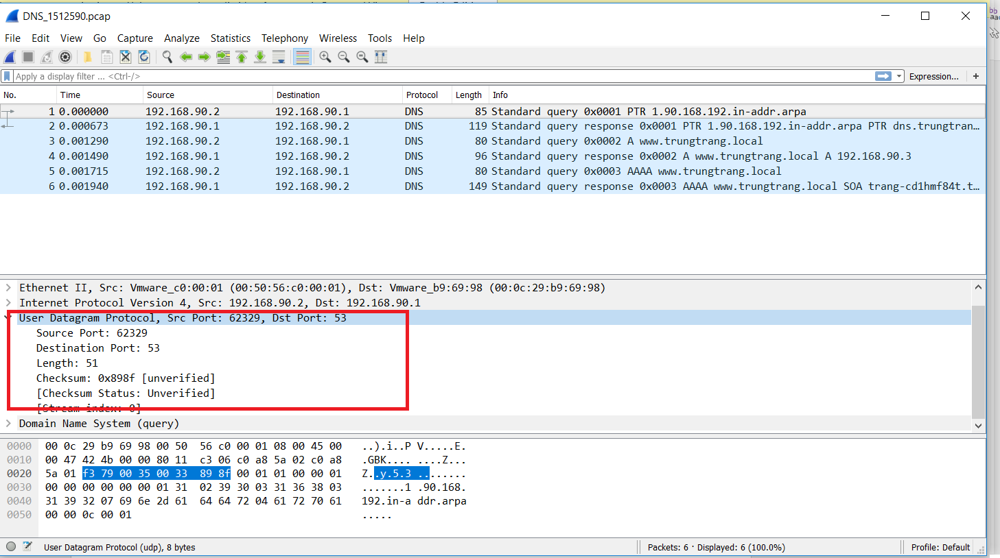 DNS_1512590.pcap
File Edit View Go Capture Analyze Statistics Telephony Wireless Tools Help
Apply a display filter ... <Ctrl-/> Expression... +
No. Time Source Destination Protocol Length Info
1 0.000000 192.168.90.2 192.168.90.1 DNS 85 Standard query 0x0001 PTR 1.90.168.192.in-addr.arpa
2 0.000673 192.168.90.1 192.168.90.2 DNS 119 Standard query response 0x0001 PTR 1.90.168.192.in-addr.arpa PTR dns.trungtran…
3 0.001290 192.168.90.2 192.168.90.1 DNS 80 Standard query 0x0002 A www.trungtrang.local
4 0.001490 192.168.90.1 192.168.90.2 DNS 96 Standard query response 0x0002 A www.trungtrang.local A 192.168.90.3
5 0.001715 192.168.90.2 192.168.90.1 DNS 80 Standard query 0x0003 AAAA www.trungtrang.local
6 0.001940 192.168.90.1 192.168.90.2 DNS 149 Standard query response 0x0003 AAAA www.trungtrang.local SOA trang-cd1hmf84t.t…
Ethernet II, Src: Vmware_c0:00:01 (00:50:56:c0:00:01), Dst: Vmware_b9:69:98 (00:0c:29:b9:69:98)
Internet Protocol Version 4, Src: 192.168.90.2, Dst: 192.168.90.1
User Datagram Protocol, Src Port: 62329, Dst Port: 53
Source Port: 62329
Destination Port: 53
Length: 51
Checksum: 0x898f [unverified]
[Checksum Status: Unverified]
[Stream index: 0]
Domain Name System (query)
0000 00 0c 29 b9 69 98 00 50 56 c0 00 01 08 00 45 00 ..).i..P V.....E.
0010 00 47 42 4b 00 00 80 11 c3 06 c0 a8 5a 02 c0 a8 .GBK.... ....Z...
0020 5a 01 f3 79 00 35 00 33 89 8f 00 01 01 00 00 01 Z..y.5.3 ........
0030 00 00 00 00 00 00 01 31 02 39 30 03 31 36 38 03 .......1 .90.168.
0040 31 39 32 07 69 6e 2d 61 64 64 72 04 61 72 70 61 192.in-a ddr.arpa
0050 00 00 0c 00 01 .....
User Datagram Protocol (udp), 8 bytes Packets: 6 · Displayed: 6 (100.0%) Profile: Default